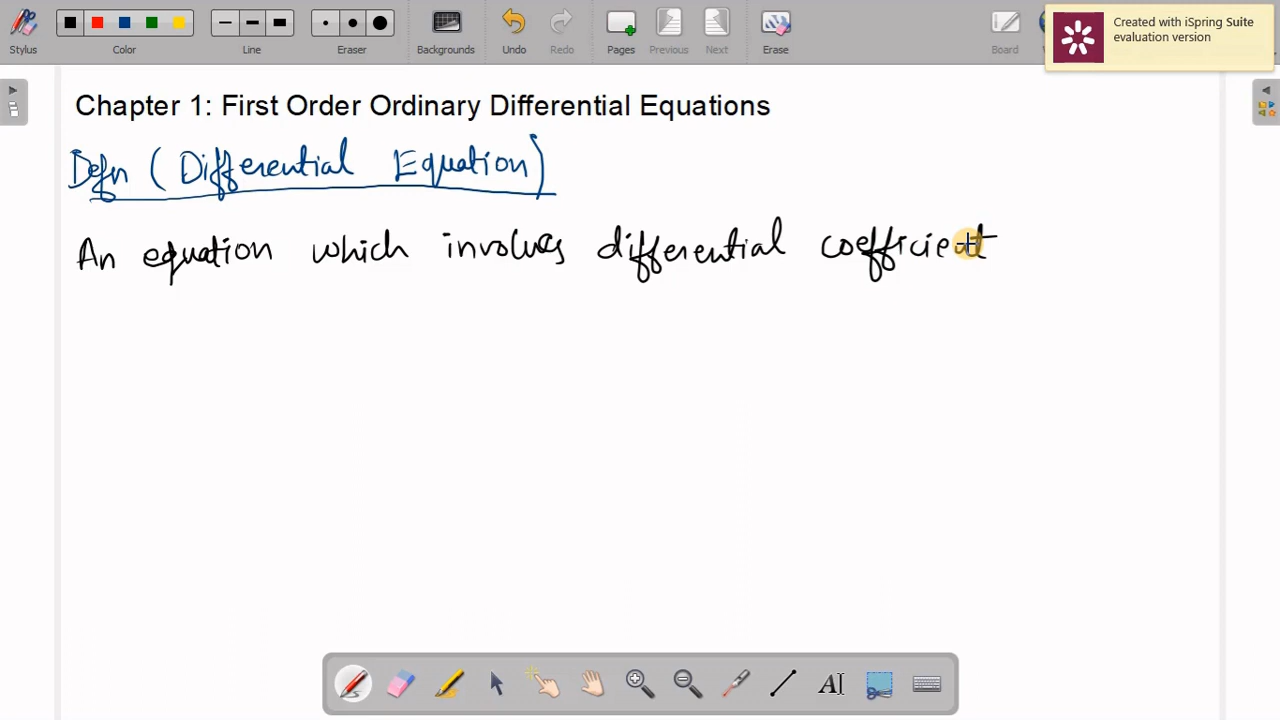 Stylus
Color
Line
Eraser
Backgrounds
Undo
Redo
Pages
Previous
Next
Erase
Board
Created with iSpring Suite
evaluation version
Chapter 1: First Order Ordinary Differential Equations
Defn (Differential Equation)
An equation which involves differential coefficient